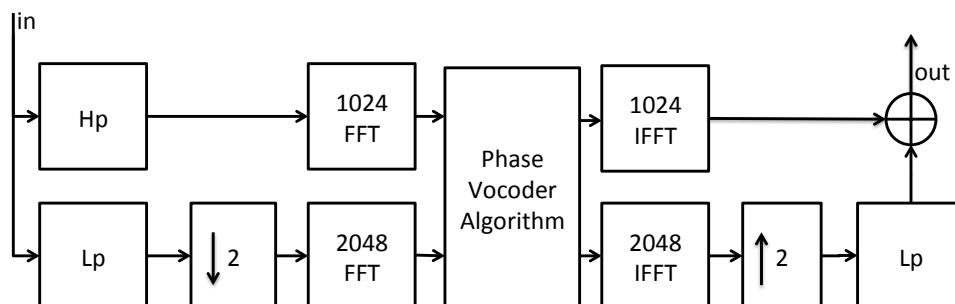 in
Hp
1024
FFT
Phase
Vocoder
Algorithm
1024
IFFT
out
Lp
2
2048
FFT
2048
IFFT
2
Lp